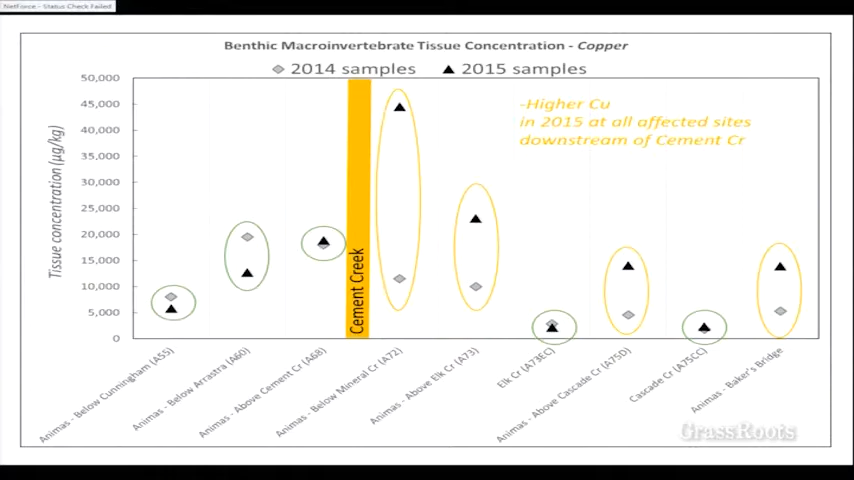 NetForce - Status Check Failed
Benthic Macroinvertebrate Tissue Concentration - Copper
2014 samples
2015 samples
50,000
45,000
40,000
35,000
30,000
25,000
20,000
15,000
10,000
5,000
0
Tissue concentration (µg/kg)
-Higher Cu
in 2015 at all affected sites
downstream of Cement Cr
Cement Creek
Animas - Below Cunningham (A55)
Animas - Below Arrastra (A60)
Animas - Above Cement Cr (A68)
Animas - Below Mineral Cr (A72)
Animas - Above Elk Cr (A73)
Elk Cr (A73EC)
Animas - Above Cascade Cr (A75D)
Cascade Cr (A75CC)
Animas - Baker's Bridge
GrassRoots